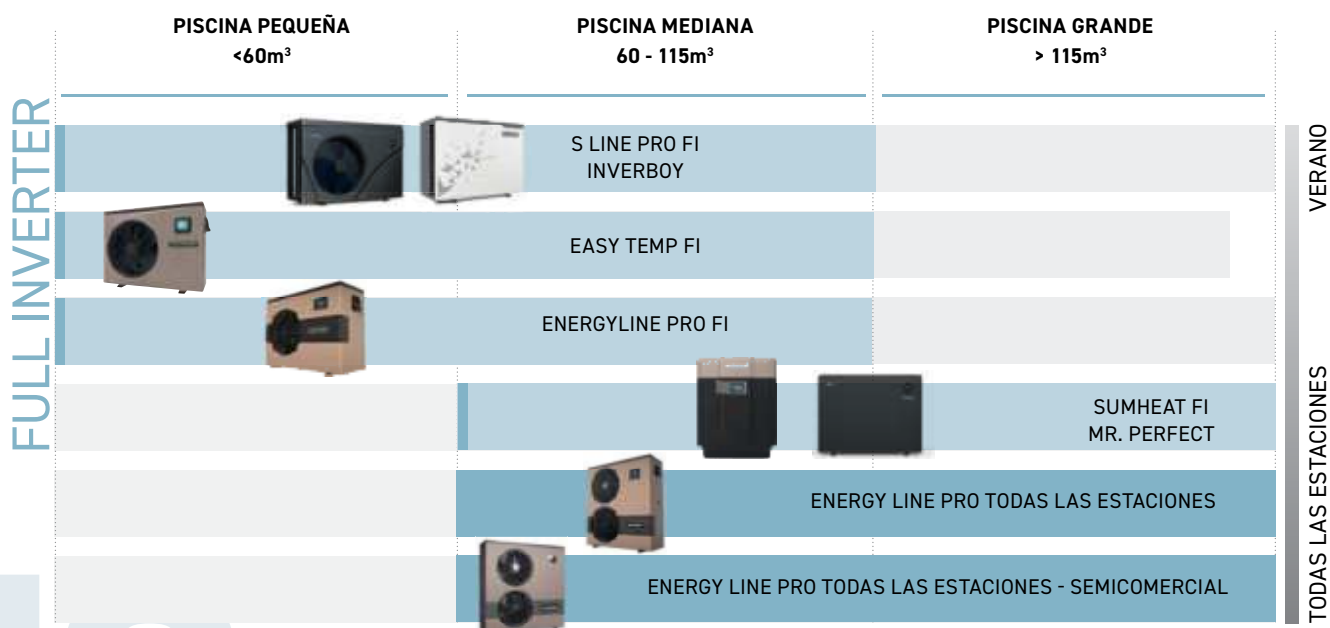 PISCINA PEQUEÑA
<60m³
PISCINA MEDIANA
60 - 115m³
PISCINA GRANDE
> 115m³
FULL INVERTER
S LINE PRO FI
INVERBOY
EASY TEMP FI
ENERGYLINE PRO FI
SUMHEAT FI
MR. PERFECT
ENERGY LINE PRO TODAS LAS ESTACIONES
ENERGY LINE PRO TODAS LAS ESTACIONES - SEMICOMERCIAL
VERANO
TODAS LAS ESTACIONES